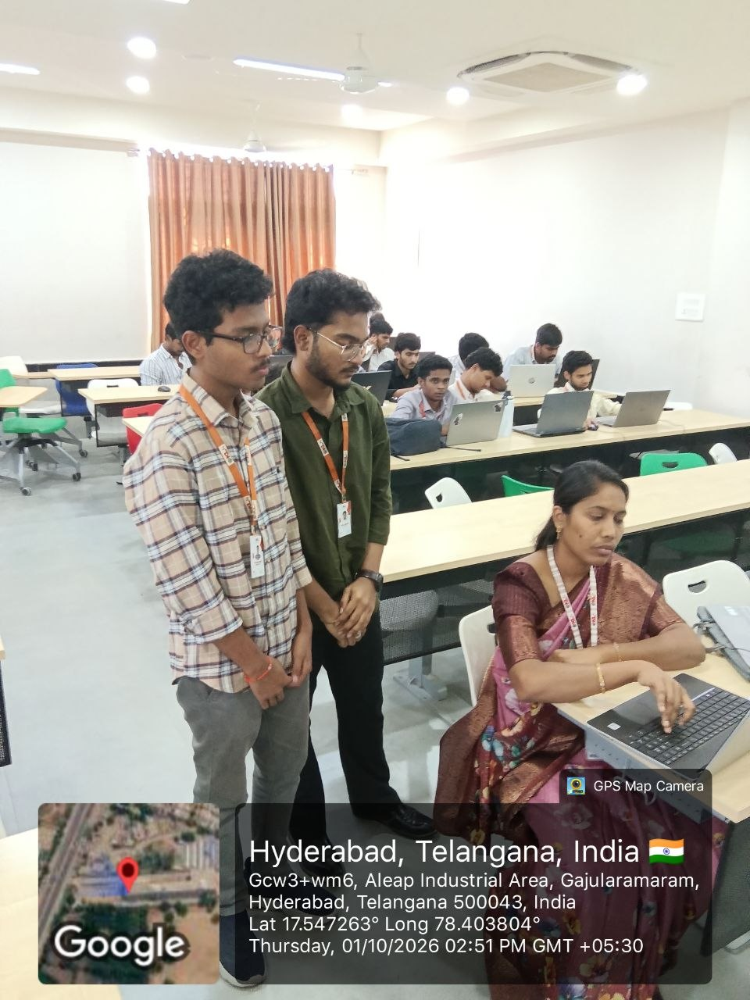 GPS Map Camera
Hyderabad, Telangana, India
Gcw3+wm6, Aleap Industrial Area, Gajularamaram,
Hyderabad, Telangana 500043, India
Lat 17.547263° Long 78.403804°
Thursday, 01/10/2026 02:51 PM GMT +05:30
Google